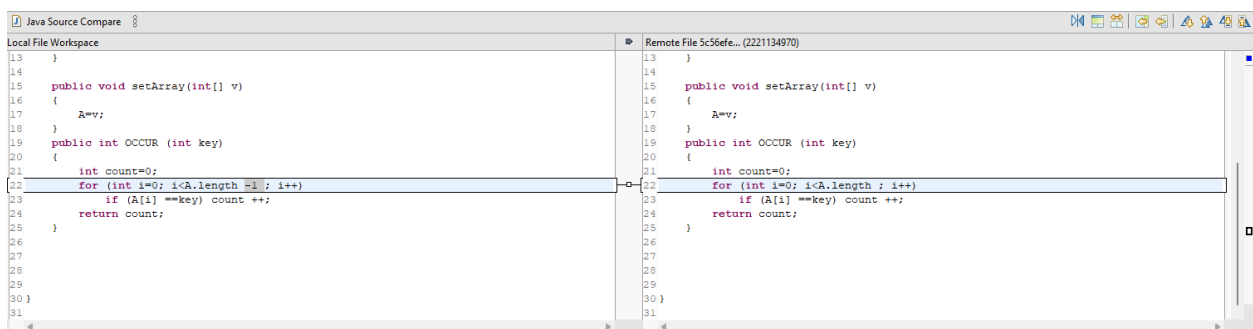 Java Source Compare
Local File Workspace
13 }
14
15 public void setArray(int[] v)
16 {
17 A=v;
18 }
19 public int OCCUR (int key)
20 {
21 int count=0;
22 for (int i=0; i<A.length -1 ; i++)
23 if (A[i] ==key) count ++;
24 return count;
25 }
26
27
28
29
30 }
31
Remote File 5c56efe... (2221134970)
13 }
14
15 public void setArray(int[] v)
16 {
17 A=v;
18 }
19 public int OCCUR (int key)
20 {
21 int count=0;
22 for (int i=0; i<A.length ; i++)
23 if (A[i] ==key) count ++;
24 return count;
25 }
26
27
28
29
30 }
31